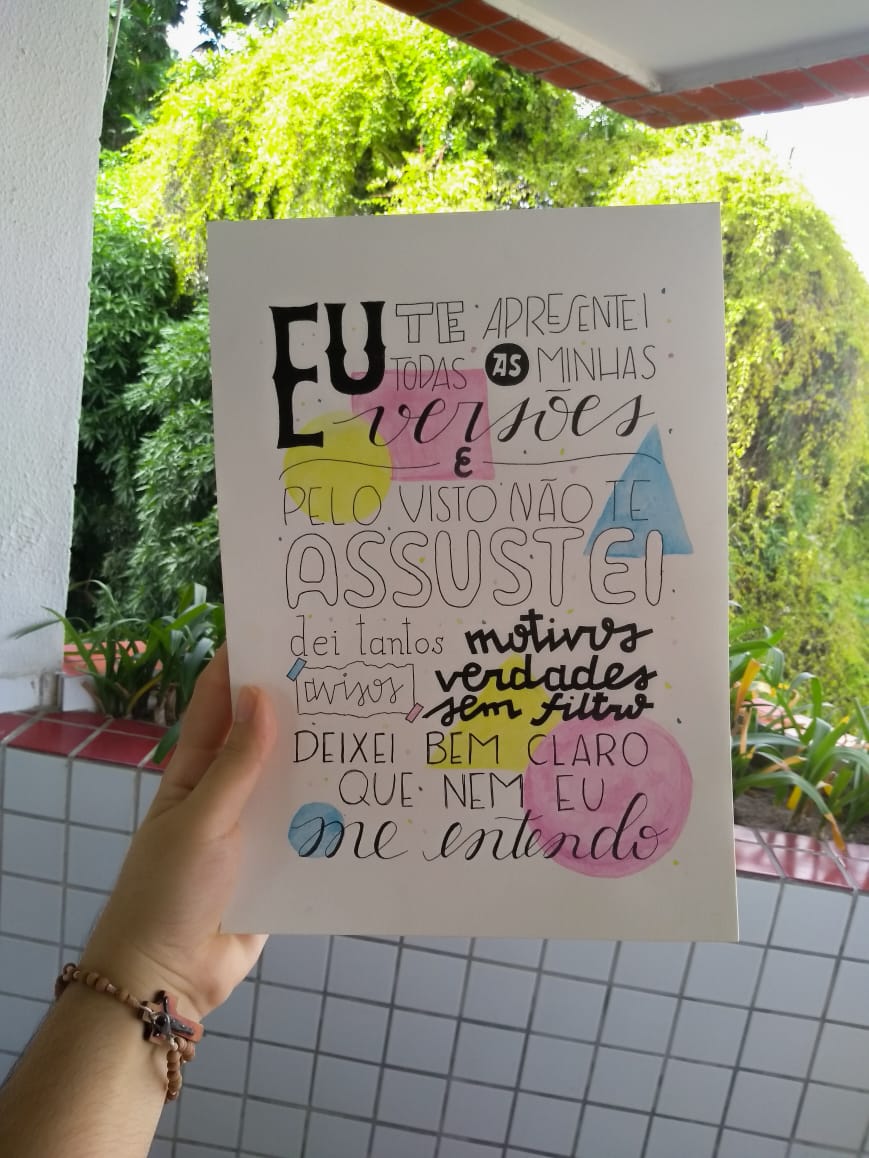 EU TE APRESENTEI
TODAS AS MINHAS
versões
E
PELO VISTO NÃO TE
ASSUSTEI
dei tantos motivos
avisos verdades
sem filtro
DEIXEI BEM CLARO
QUE NEM EU
me entendo